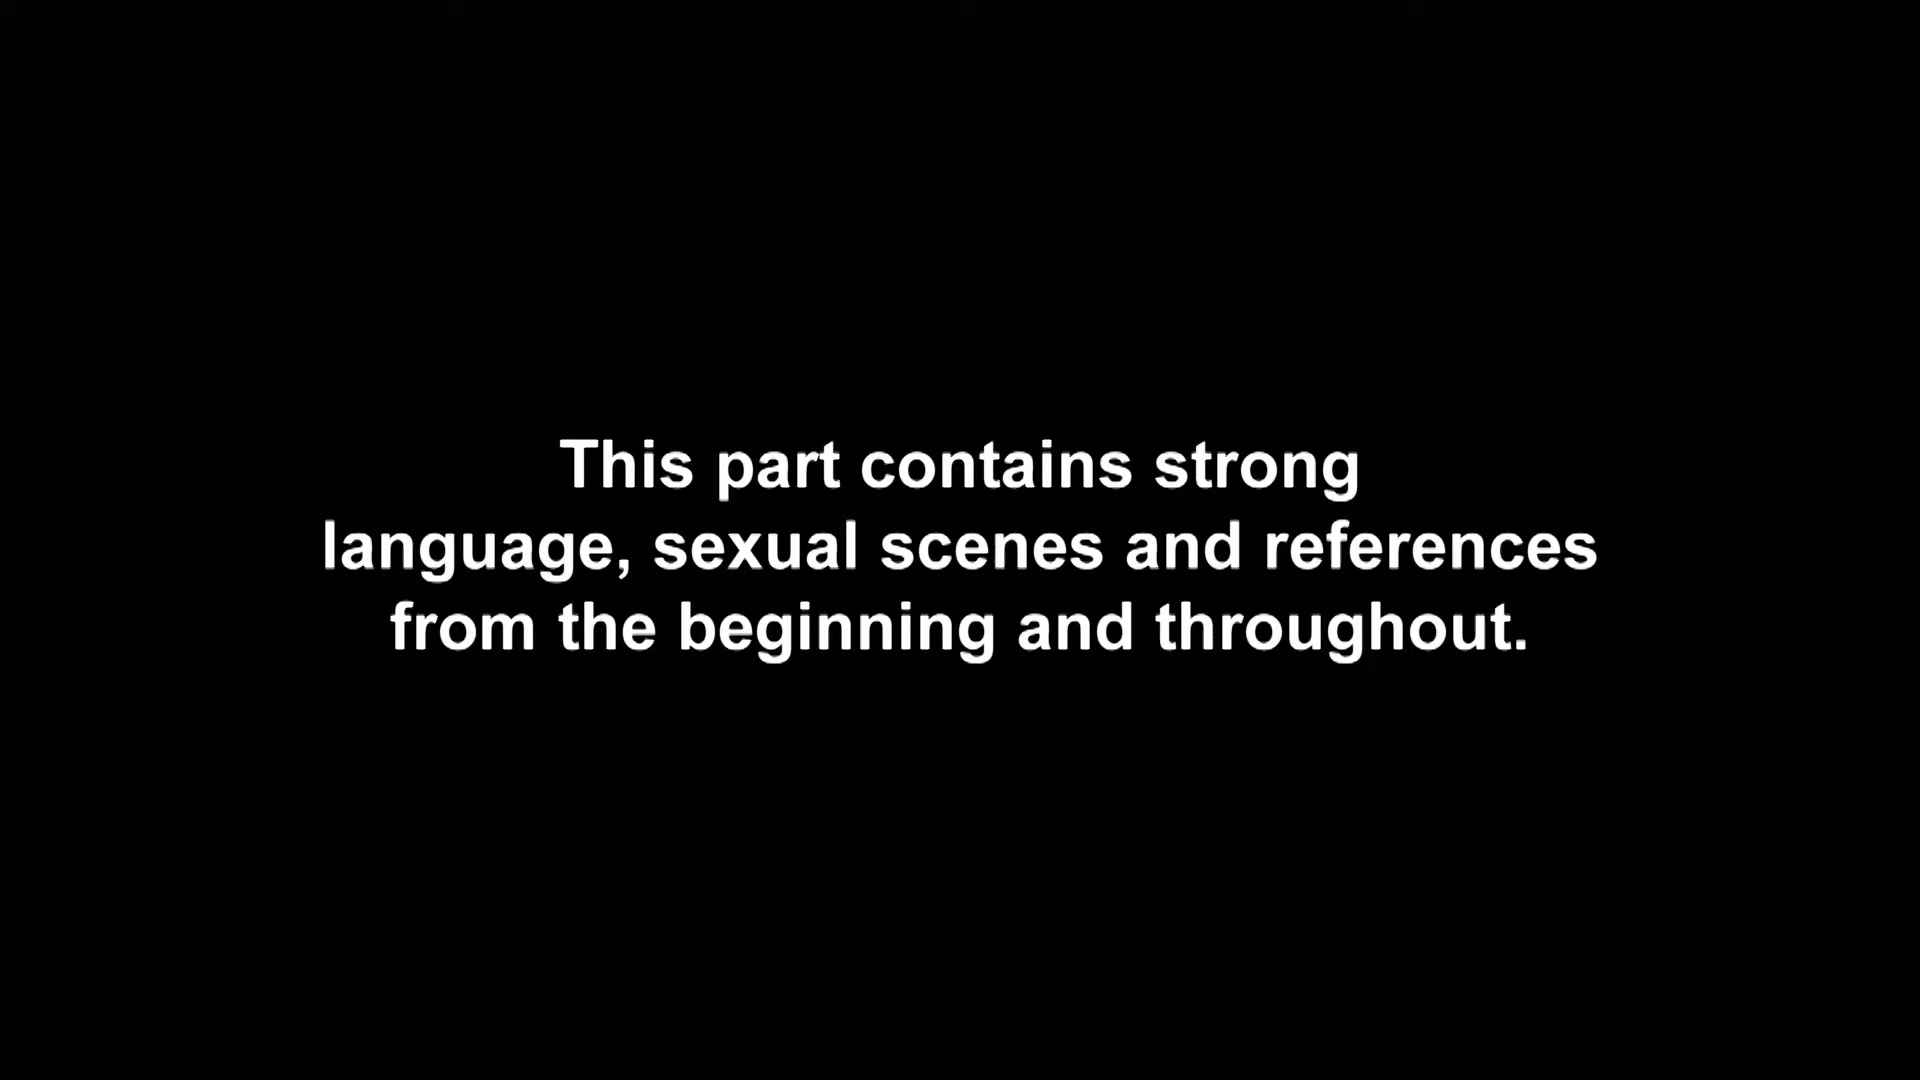 This part contains strong
language, sexual scenes and references
from the beginning and throughout.